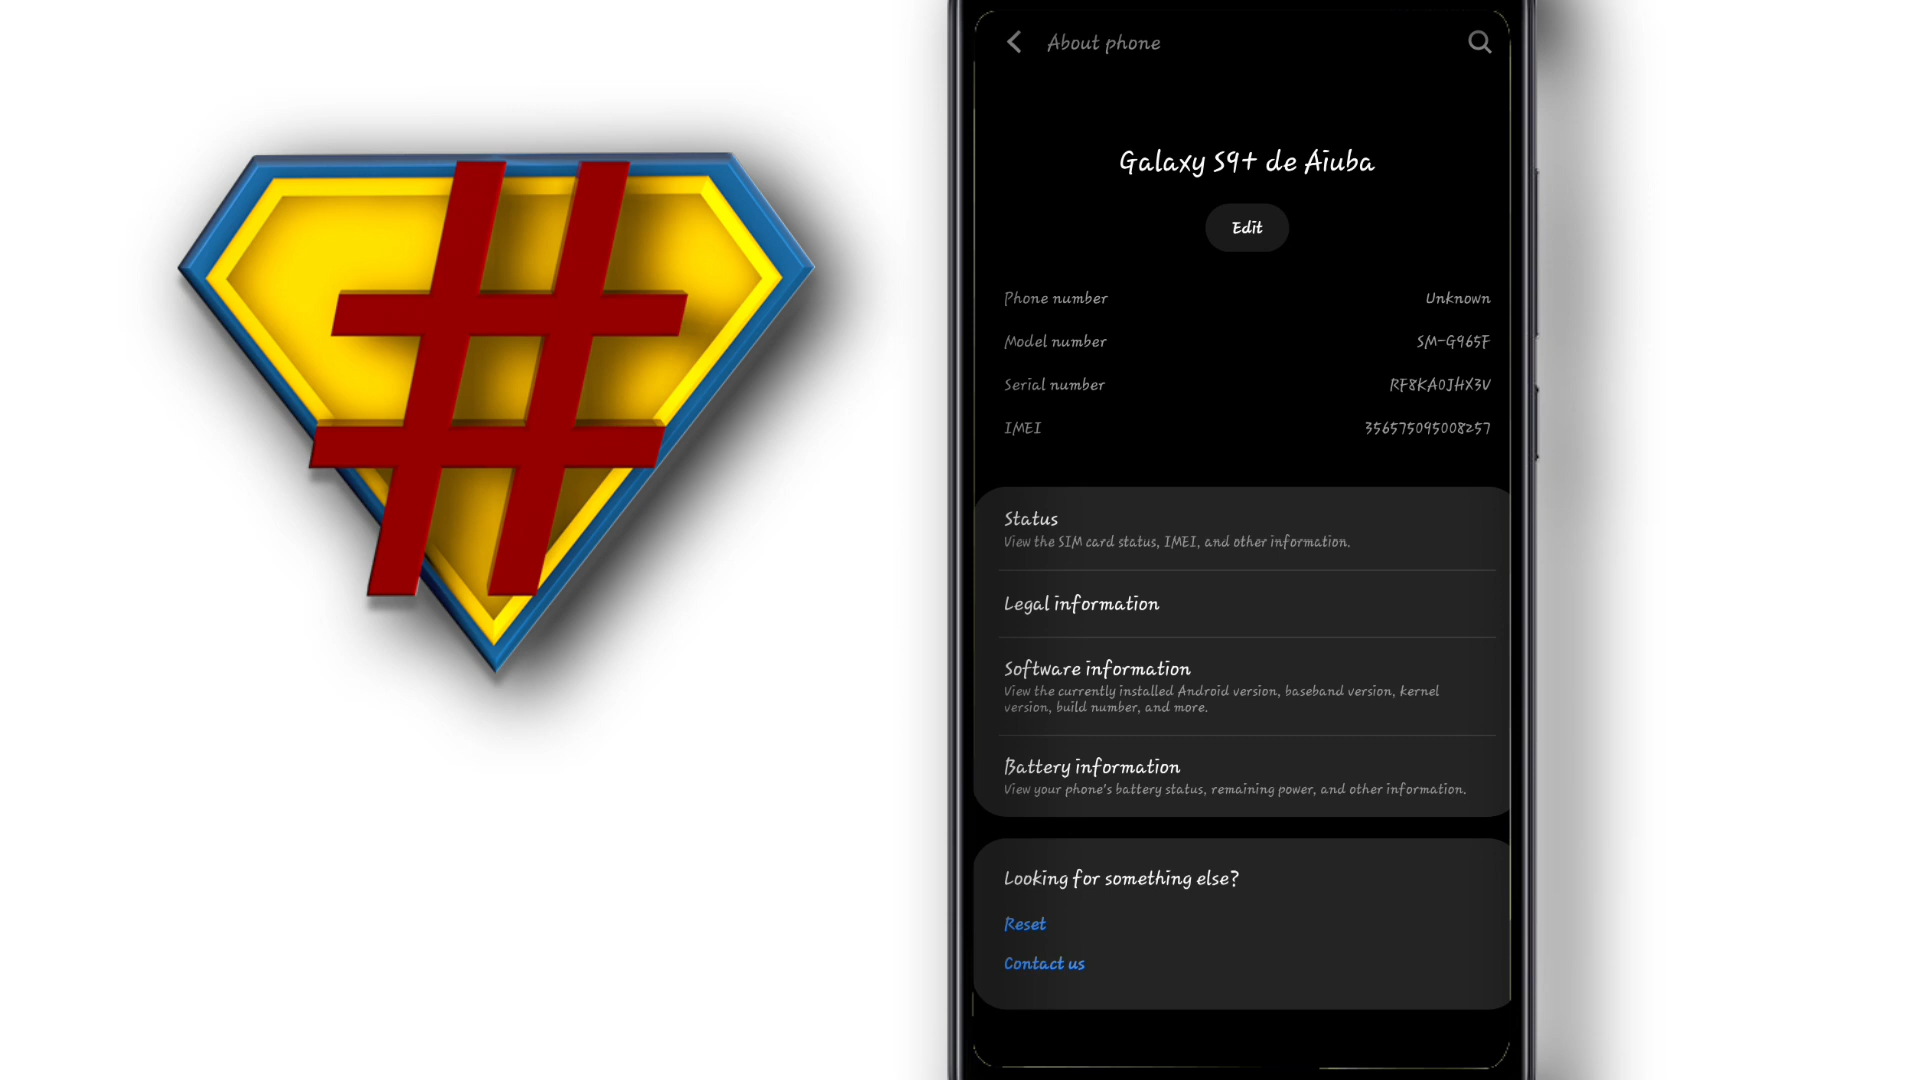 #
About phone
Galaxy S9+ de Aiuba
Edit
Phone number Unknown
Model number SM-G965F
Serial number RF8KA0JHX3V
IMEI 356575095008257
Status
View the SIM card status, IMEI, and other information.
Legal information
Software information
View the currently installed Android version, baseband version, kernel
version, build number, and more.
Battery information
View your phone's battery status, remaining power, and other information.
Looking for something else?
Reset
Contact us